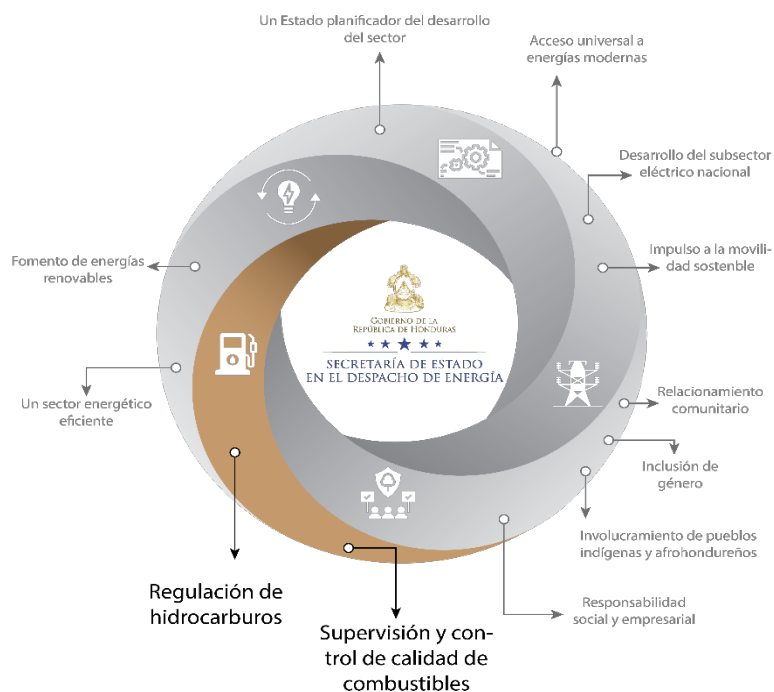 Un Estado planificador del desarrollo
del sector
Acceso universal a
energías modernas
Desarrollo del subsector
eléctrico nacional
Impulso a la movili-
dad sostenble
Fomento de energías
renovables
GOBIERNO DE LA
REPÚBLICA DE HONDURAS
SECRETARÍA DE ESTADO
EN EL DESPACHO DE ENERGÍA
Un sector energético
eficiente
Relacionamiento
comunitario
Inclusión de
género
Involucramiento de pueblos
indígenas y afrohondureños
Responsabilidad
social y empresarial
Regulación de
hidrocarburos
Supervisión y con-
trol de calidad de
combustibles